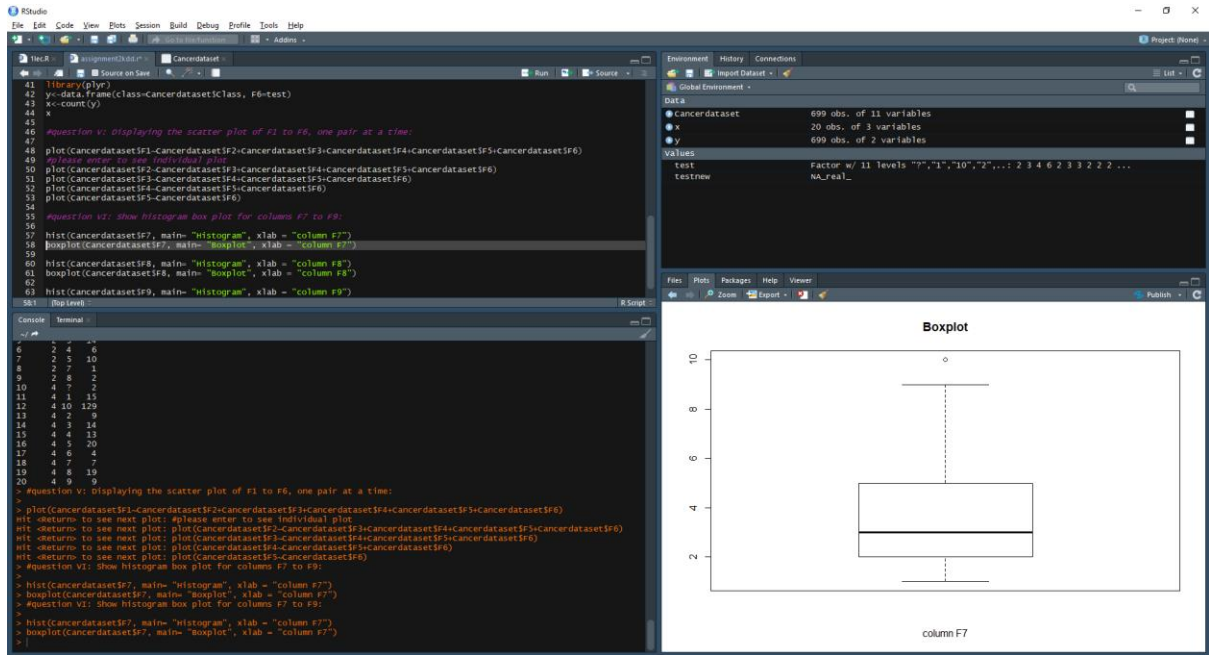 RStudio
File Edit Code View Plots Session Build Debug Profile Tools Help
Go to file/function Addins
Project: (None)
1lec.R assignment2kdd.r* Cancerdataset
Source on Save Run Source
41 library(plyr)
42 y<-data.frame(class=Cancerdataset$Class, F6=test)
43 x<-count(y)
44 x
45
46 #question v: Displaying the scatter plot of F1 to F6, one pair at a time:
47
48 plot(Cancerdataset$F1~Cancerdataset$F2+Cancerdataset$F3+Cancerdataset$F4+Cancerdataset$F5+Cancerdataset$F6)
49 #please enter to see individual plot
50 plot(Cancerdataset$F2~Cancerdataset$F3+Cancerdataset$F4+Cancerdataset$F5+Cancerdataset$F6)
51 plot(Cancerdataset$F3~Cancerdataset$F4+Cancerdataset$F5+Cancerdataset$F6)
52 plot(Cancerdataset$F4~Cancerdataset$F5+Cancerdataset$F6)
53 plot(Cancerdataset$F5~Cancerdataset$F6)
54
55 #question vI: Show histogram box plot for columns F7 to F9:
56
57 hist(Cancerdataset$F7, main= "Histogram", xlab = "column F7")
58 boxplot(Cancerdataset$F7, main= "Boxplot", xlab = "column F7")
59
60 hist(Cancerdataset$F8, main= "Histogram", xlab = "column F8")
61 boxplot(Cancerdataset$F8, main= "Boxplot", xlab = "column F8")
62
63 hist(Cancerdataset$F9, main= "Histogram", xlab = "column F9")
58:1 (Top Level) R Script
Console Terminal
~/
6 2 4 6
7 2 5 10
8 2 7 1
9 2 8 2
10 4 ? 2
11 4 1 15
12 4 10 129
13 4 2 9
14 4 3 14
15 4 4 13
16 4 5 20
17 4 6 4
18 4 7 7
19 4 8 19
20 4 9 9
> #question V: Displaying the scatter plot of F1 to F6, one pair at a time:
>
> plot(Cancerdataset$F1~Cancerdataset$F2+Cancerdataset$F3+Cancerdataset$F4+Cancerdataset$F5+Cancerdataset$F6)
Hit <Return> to see next plot: #please enter to see individual plot
Hit <Return> to see next plot: plot(Cancerdataset$F2~Cancerdataset$F3+Cancerdataset$F4+Cancerdataset$F5+Cancerdataset$F6)
Hit <Return> to see next plot: plot(Cancerdataset$F3~Cancerdataset$F4+Cancerdataset$F5+Cancerdataset$F6)
Hit <Return> to see next plot: plot(Cancerdataset$F4~Cancerdataset$F5+Cancerdataset$F6)
Hit <Return> to see next plot: plot(Cancerdataset$F5~Cancerdataset$F6)
> #question VI: Show histogram box plot for columns F7 to F9:
>
> hist(Cancerdataset$F7, main= "Histogram", xlab = "column F7")
> boxplot(Cancerdataset$F7, main= "Boxplot", xlab = "column F7")
> #question VI: Show histogram box plot for columns F7 to F9:
>
> hist(Cancerdataset$F7, main= "Histogram", xlab = "column F7")
> boxplot(Cancerdataset$F7, main= "Boxplot", xlab = "column F7")
>
Environment History Connections
Import Dataset List
Global Environment
Data
Cancerdataset 699 obs. of 11 variables
x 20 obs. of 3 variables
y 699 obs. of 2 variables
Values
test Factor w/ 11 levels "?","1","10","2",..: 2 3 4 6 2 3 3 2 2 2 ...
testnew NA_real_
Files Plots Packages Help Viewer
Zoom Export Publish
Boxplot
10
8
6
4
2
column F7